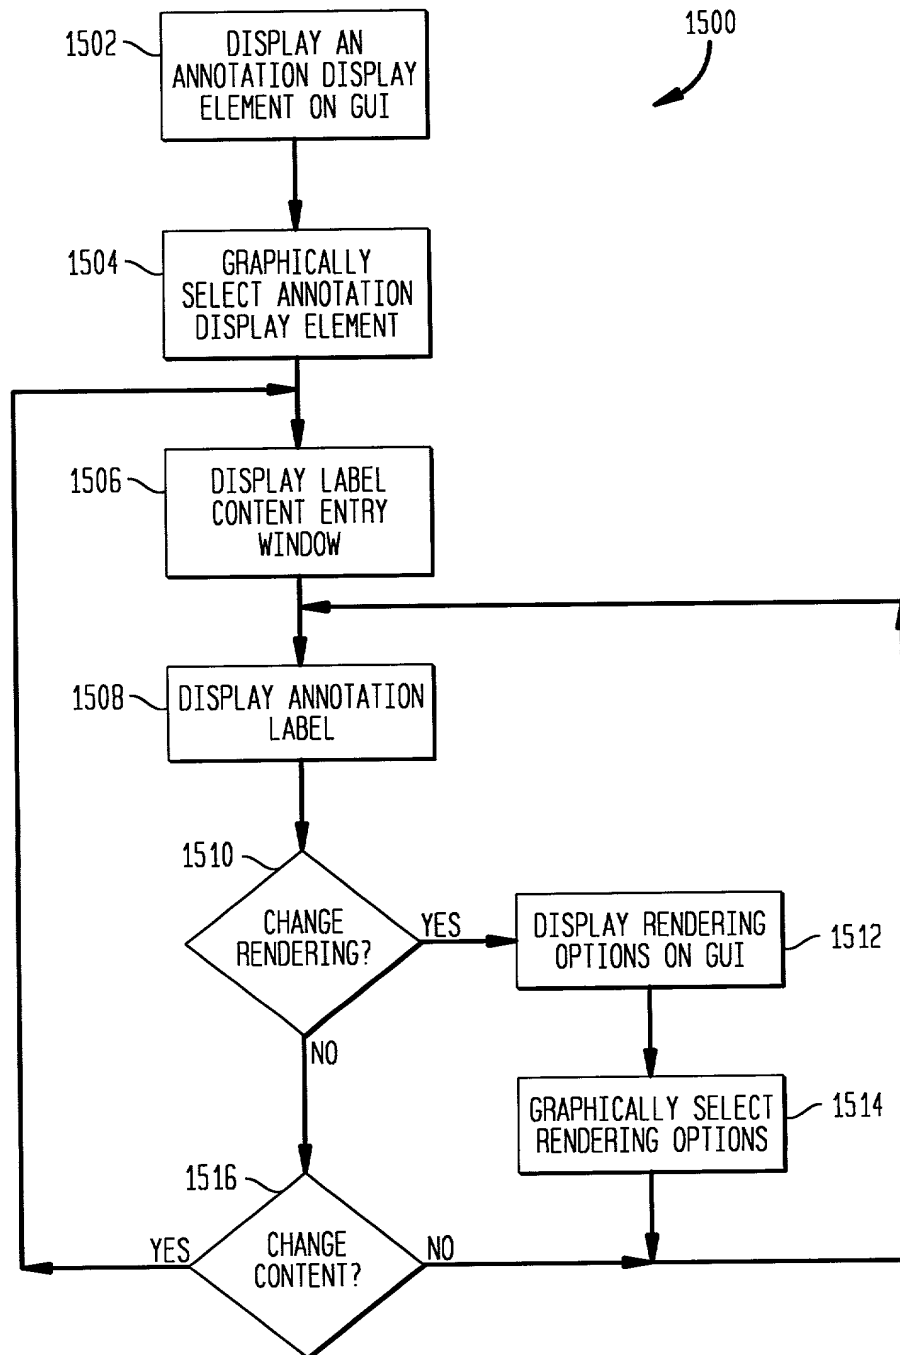 1500
1502
DISPLAY AN
ANNOTATION DISPLAY
ELEMENT ON GUI
1504
GRAPHICALLY
SELECT ANNOTATION
DISPLAY ELEMENT
1506
DISPLAY LABEL
CONTENT ENTRY
WINDOW
1508
DISPLAY ANNOTATION
LABEL
1510
CHANGE
RENDERING?
YES
NO
DISPLAY RENDERING
OPTIONS ON GUI
1512
GRAPHICALLY SELECT
RENDERING OPTIONS
1514
1516
CHANGE
CONTENT?
YES
NO